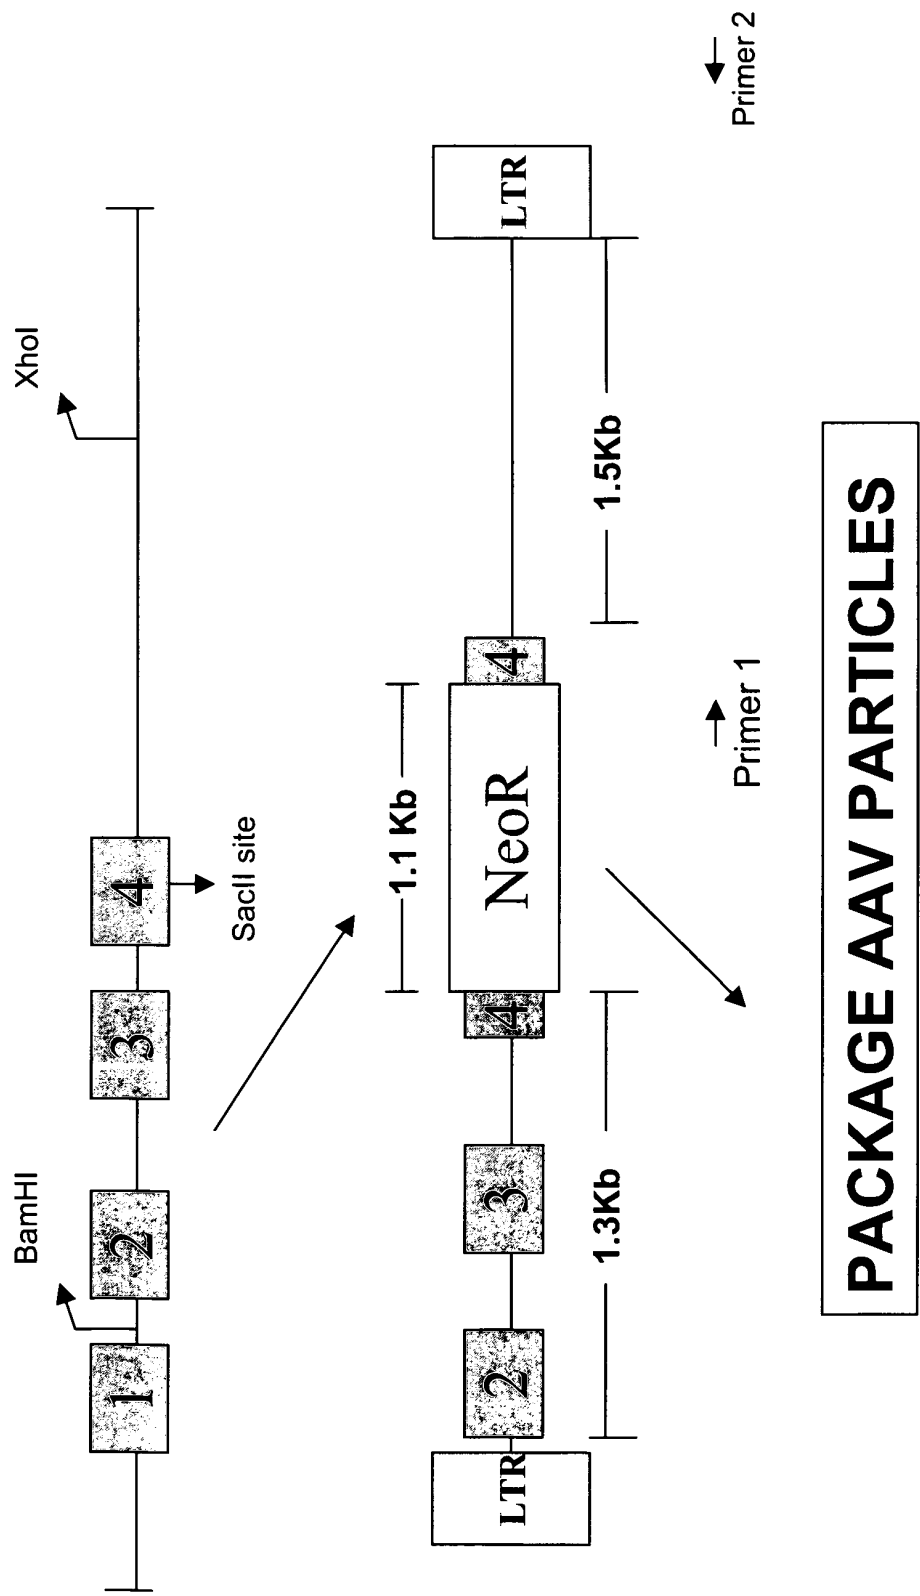 BamHI
XhoI
1
2
3
4
SacII site
1.1 Kb
LTR
2
3
4
NeoR
4
LTR
1.3Kb
1.5Kb
Primer 1
Primer 2
PACKAGE AAV PARTICLES